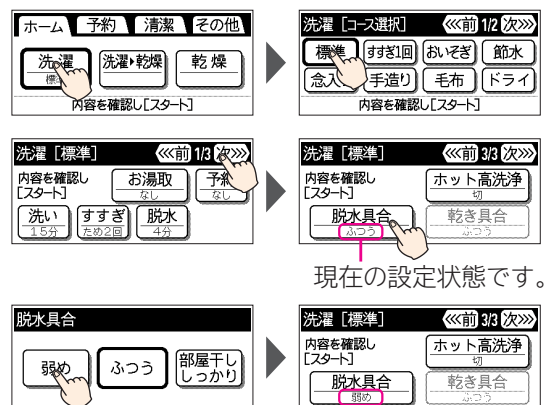 ホーム 予約 清潔 その他
洗濯 洗濯▶乾燥 乾燥
内容を確認し[スタート]
洗濯 [コース選択] 前 1/2 次
標準 すすぎ1回 おいそぎ 節水
念入 手造り 毛布 ドライ
内容を確認し[スタート]
洗濯 [標準] 前 1/3 次
内容を確認し
[スタート]
お湯取
なし
予約
なし
洗い
15分
すすぎ
ため2回
脱水
4分
洗濯 [標準] 前 3/3 次
内容を確認し
[スタート]
ホット高洗浄
切
脱水具合
ふつう
乾き具合
ふつう
現在の設定状態です。
脱水具合
弱め ふつう 部屋干し
しっかり
洗濯 [標準] 前 3/3 次
内容を確認し
[スタート]
ホット高洗浄
切
脱水具合
弱め
乾き具合
ふつう